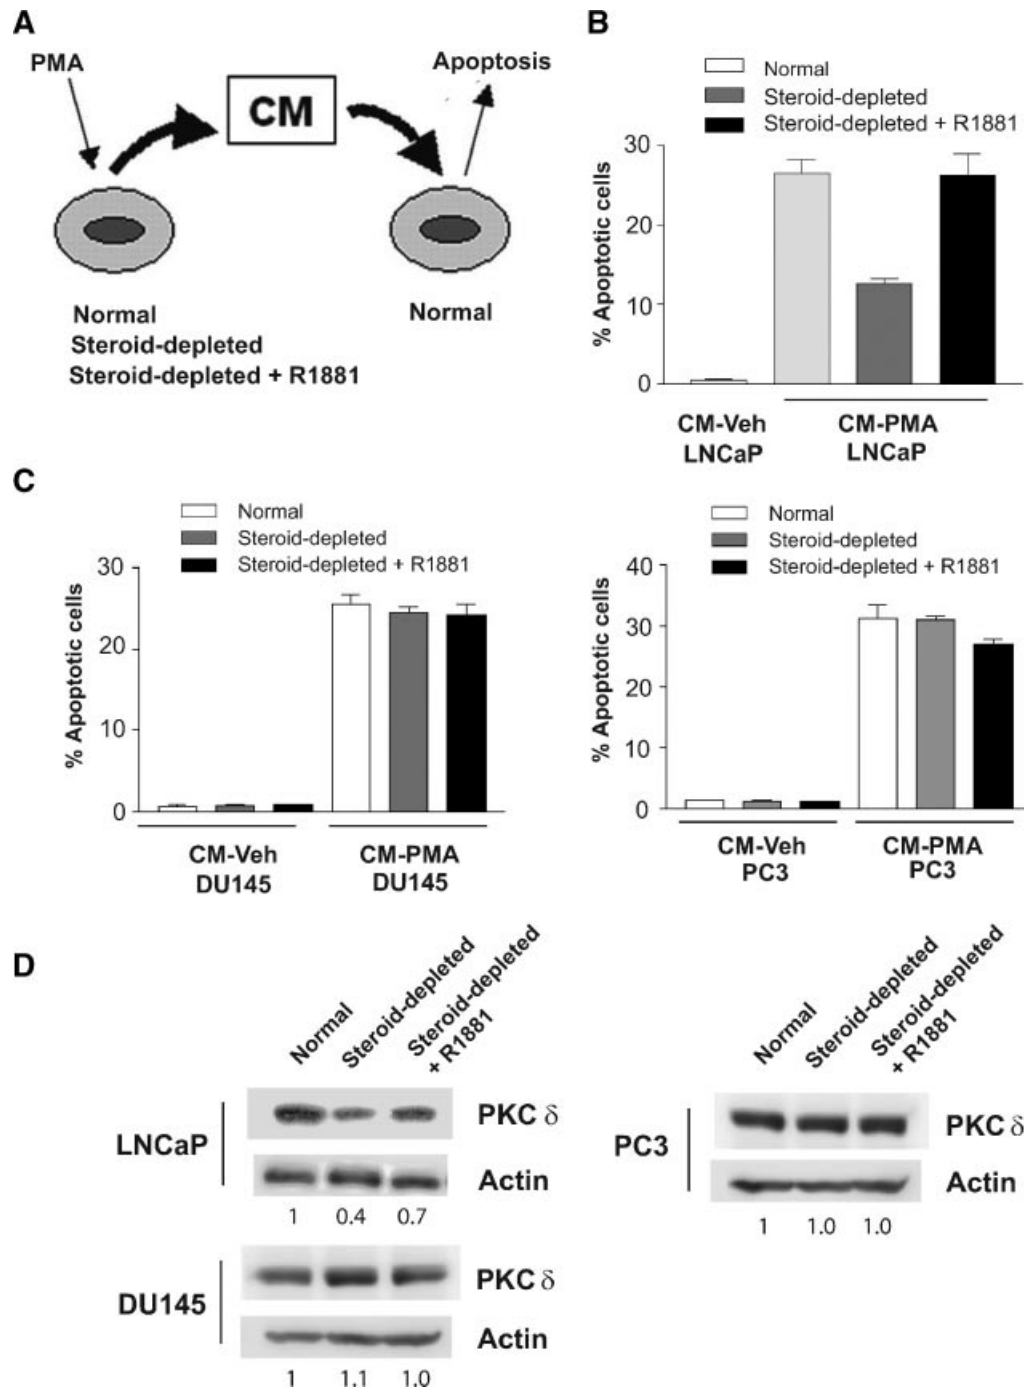 A
PMA
CM
Apoptosis
Normal
Steroid-depleted
Steroid-depleted + R1881
Normal
B
Normal
Steroid-depleted
Steroid-depleted + R1881
% Apoptotic cells
30
20
10
0
CM-Veh
LNCaP
CM-PMA
LNCaP
C
Normal
Steroid-depleted
Steroid-depleted + R1881
% Apoptotic cells
30
20
10
0
CM-Veh
DU145
CM-PMA
DU145
Normal
Steroid-depleted
Steroid-depleted + R1881
% Apoptotic cells
40
30
20
10
0
CM-Veh
PC3
CM-PMA
PC3
D
Normal
Steroid-depleted
Steroid-depleted
+ R1881
LNCaP
PKC δ
Actin
1 0.4 0.7
DU145
PKC δ
Actin
1 1.1 1.0
Normal
Steroid-depleted
Steroid-depleted
+ R1881
PC3
PKC δ
Actin
1 1.0 1.0